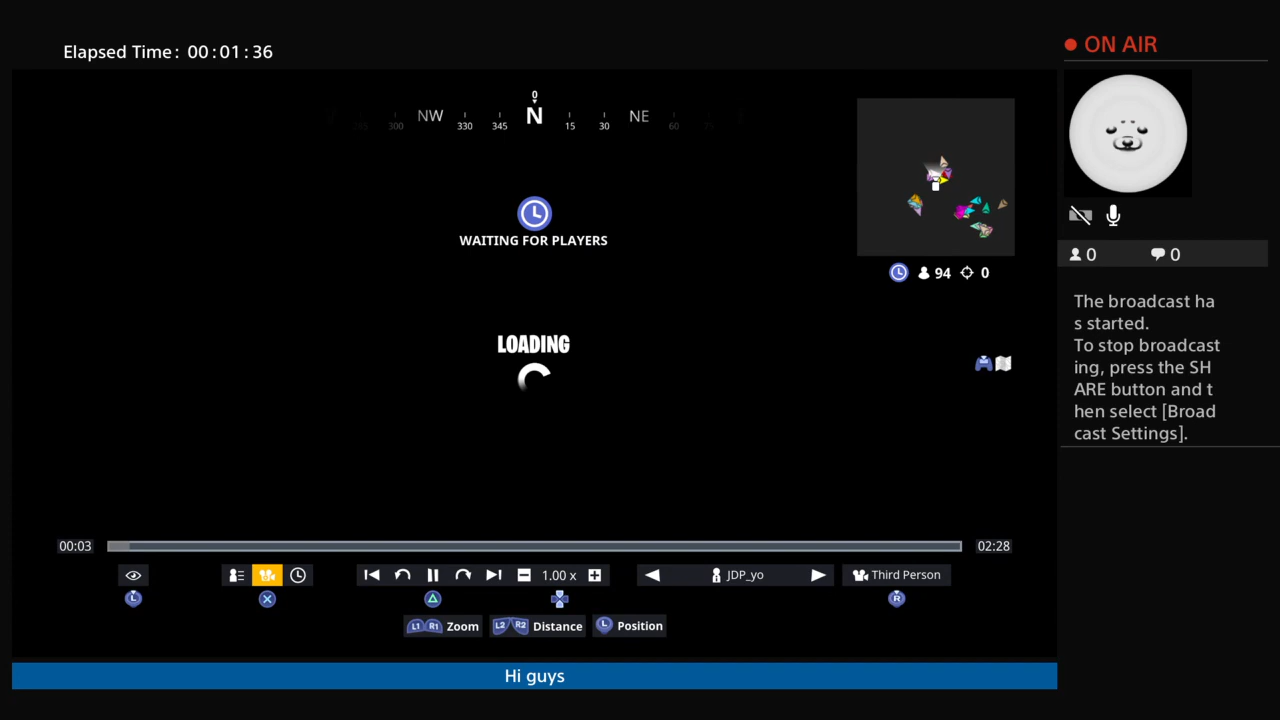 Elapsed Time: 00:01:36
ON AIR
0
NW 330 345 N 15 30 NE 60
300
WAITING FOR PLAYERS
94 0
0 0
LOADING
The broadcast ha
s started.
To stop broadcast
ing, press the SH
ARE button and t
hen select [Broad
cast Settings].
00:03 02:28
1.00 x JDP_yo Third Person
L R
L1 R1 Zoom L2 R2 Distance L Position
Hi guys